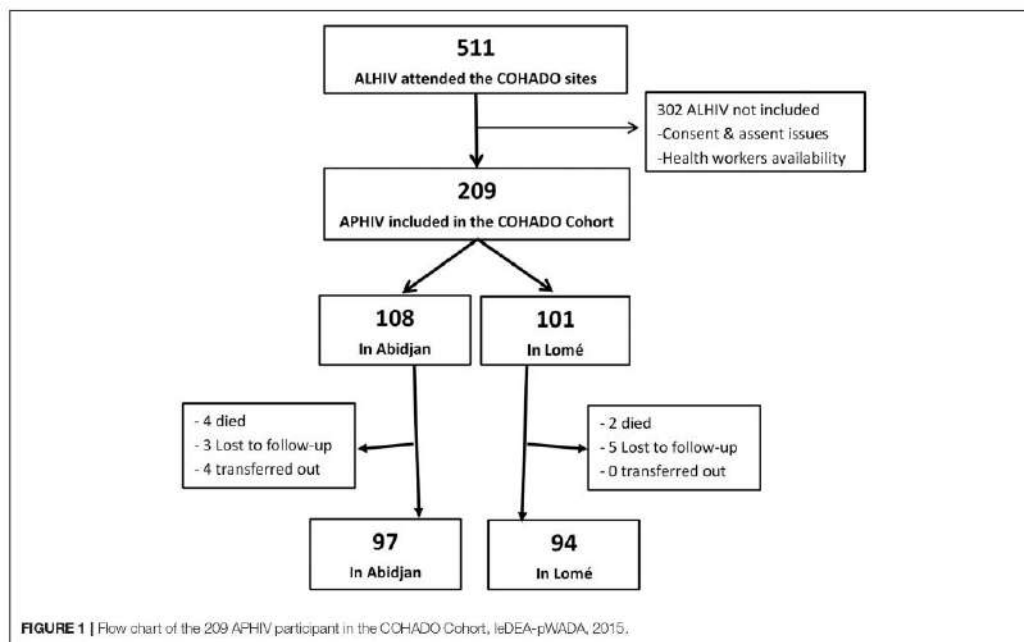 511
ALHIV attended the COHADO sites
302 ALHIV not included
-Consent & assent issues
-Health workers availability
209
APHIV included in the COHADO Cohort
108
In Abidjan
101
In Lomé
- 4 died
- 3 Lost to follow-up
- 4 transferred out
- 2 died
- 5 Lost to follow-up
- 0 transferred out
97
In Abidjan
94
In Lomé
FIGURE 1 | Flow chart of the 209 APHIV participant in the COHADO Cohort, IeDEA-pWADA, 2015.